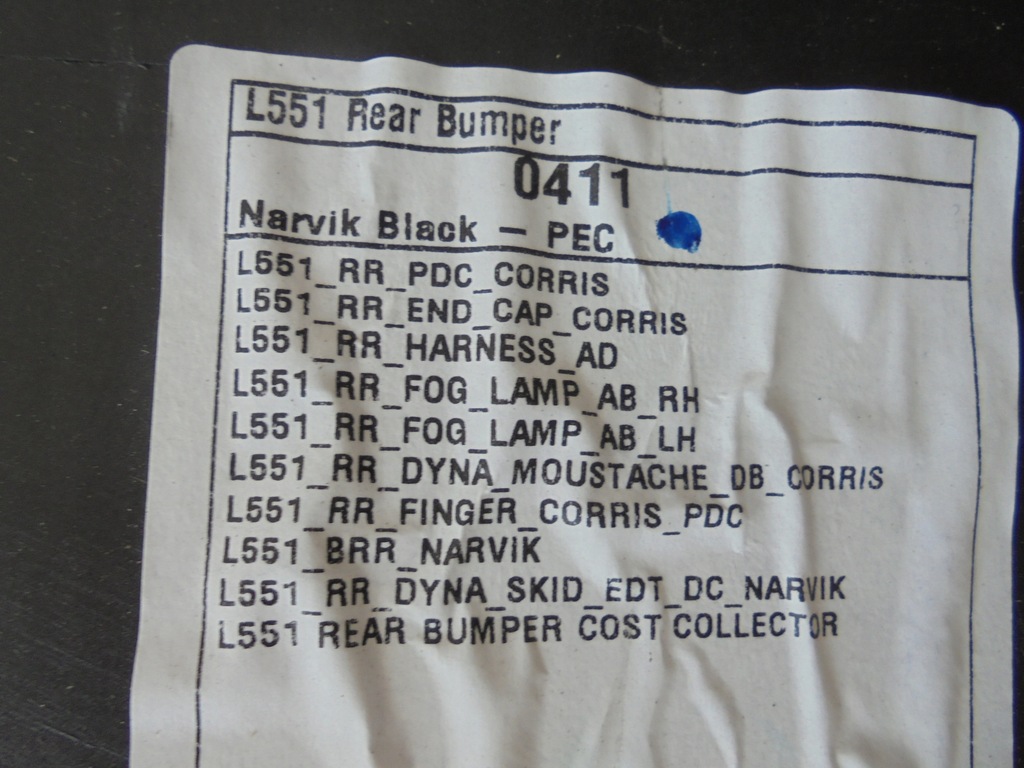 L551 Rear Bumper
0411
Narvik Black - PEC
L551_RR_PDC_CORRIS
L551_RR_END_CAP_CORRIS
L551_RR_HARNESS_AD
L551_RR_FOG_LAMP_AB_RH
L551_RR_FOG_LAMP_AB_LH
L551_RR_DYNA_MOUSTACHE_DB_CORRIS
L551_RR_FINGER_CORRIS_PDC
L551_BRR_NARVIK
L551_RR_DYNA_SKID_EDT_DC_NARVIK
L551 REAR BUMPER COST COLLECTOR